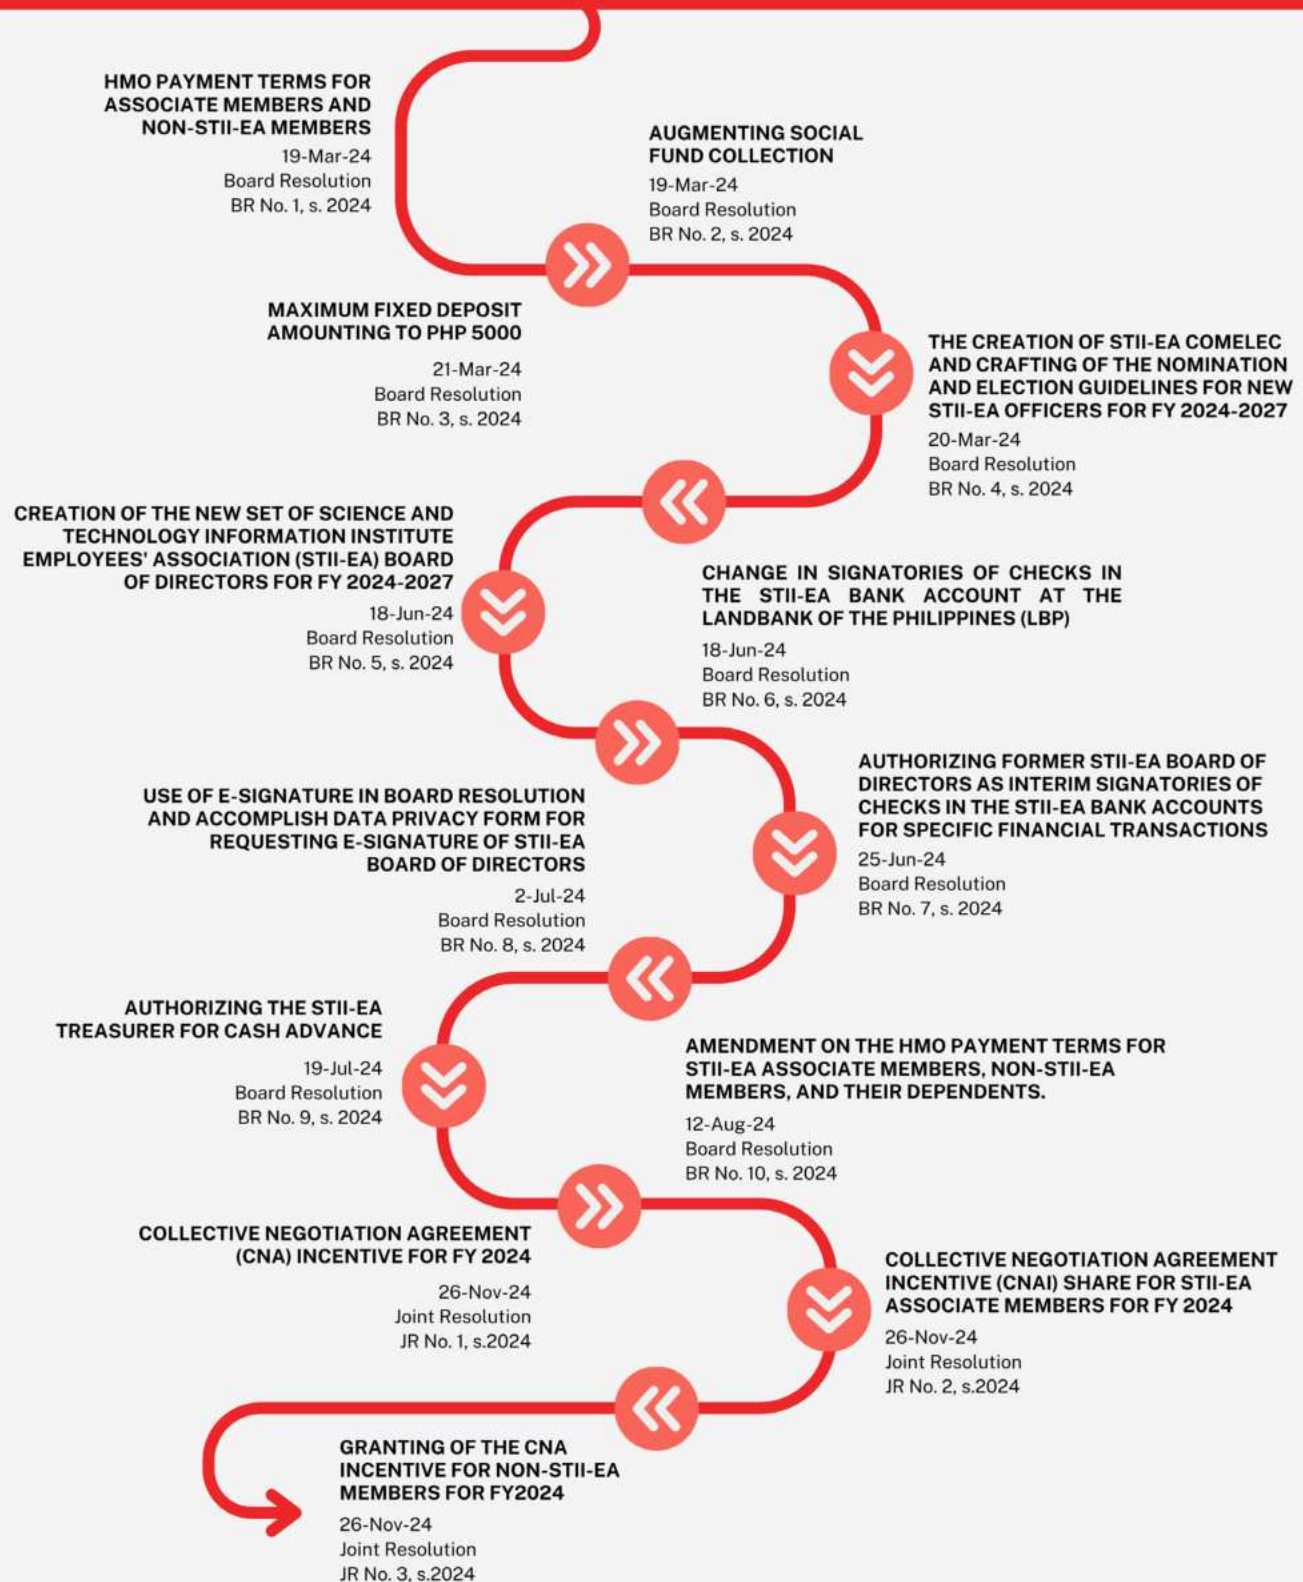 HMO PAYMENT TERMS FOR
ASSOCIATE MEMBERS AND
NON-STII-EA MEMBERS
19-Mar-24
Board Resolution
BR No. 1, s. 2024
AUGMENTING SOCIAL
FUND COLLECTION
19-Mar-24
Board Resolution
BR No. 2, s. 2024
MAXIMUM FIXED DEPOSIT
AMOUNTING TO PHP 5000
21-Mar-24
Board Resolution
BR No. 3, s. 2024
THE CREATION OF STII-EA COMELEC
AND CRAFTING OF THE NOMINATION
AND ELECTION GUIDELINES FOR NEW
STII-EA OFFICERS FOR FY 2024-2027
20-Mar-24
Board Resolution
BR No. 4, s. 2024
CREATION OF THE NEW SET OF SCIENCE AND
TECHNOLOGY INFORMATION INSTITUTE
EMPLOYEES' ASSOCIATION (STII-EA) BOARD
OF DIRECTORS FOR FY 2024-2027
18-Jun-24
Board Resolution
BR No. 5, s. 2024
CHANGE IN SIGNATORIES OF CHECKS IN
THE STII-EA BANK ACCOUNT AT THE
LANDBANK OF THE PHILIPPINES (LBP)
18-Jun-24
Board Resolution
BR No. 6, s. 2024
AUTHORIZING FORMER STII-EA BOARD OF
DIRECTORS AS INTERIM SIGNATORIES OF
CHECKS IN THE STII-EA BANK ACCOUNTS
FOR SPECIFIC FINANCIAL TRANSACTIONS
25-Jun-24
Board Resolution
BR No. 7, s. 2024
USE OF E-SIGNATURE IN BOARD RESOLUTION
AND ACCOMPLISH DATA PRIVACY FORM FOR
REQUESTING E-SIGNATURE OF STII-EA
BOARD OF DIRECTORS
2-Jul-24
Board Resolution
BR No. 8, s. 2024
AUTHORIZING THE STII-EA
TREASURER FOR CASH ADVANCE
19-Jul-24
Board Resolution
BR No. 9, s. 2024
AMENDMENT ON THE HMO PAYMENT TERMS FOR
STII-EA ASSOCIATE MEMBERS, NON-STII-EA
MEMBERS, AND THEIR DEPENDENTS.
12-Aug-24
Board Resolution
BR No. 10, s. 2024
COLLECTIVE NEGOTIATION AGREEMENT
(CNA) INCENTIVE FOR FY 2024
26-Nov-24
Joint Resolution
JR No. 1, s.2024
COLLECTIVE NEGOTIATION AGREEMENT
INCENTIVE (CNAI) SHARE FOR STII-EA
ASSOCIATE MEMBERS FOR FY 2024
26-Nov-24
Joint Resolution
JR No. 2, s.2024
GRANTING OF THE CNA
INCENTIVE FOR NON-STII-EA
MEMBERS FOR FY2024
26-Nov-24
Joint Resolution
JR No. 3, s.2024